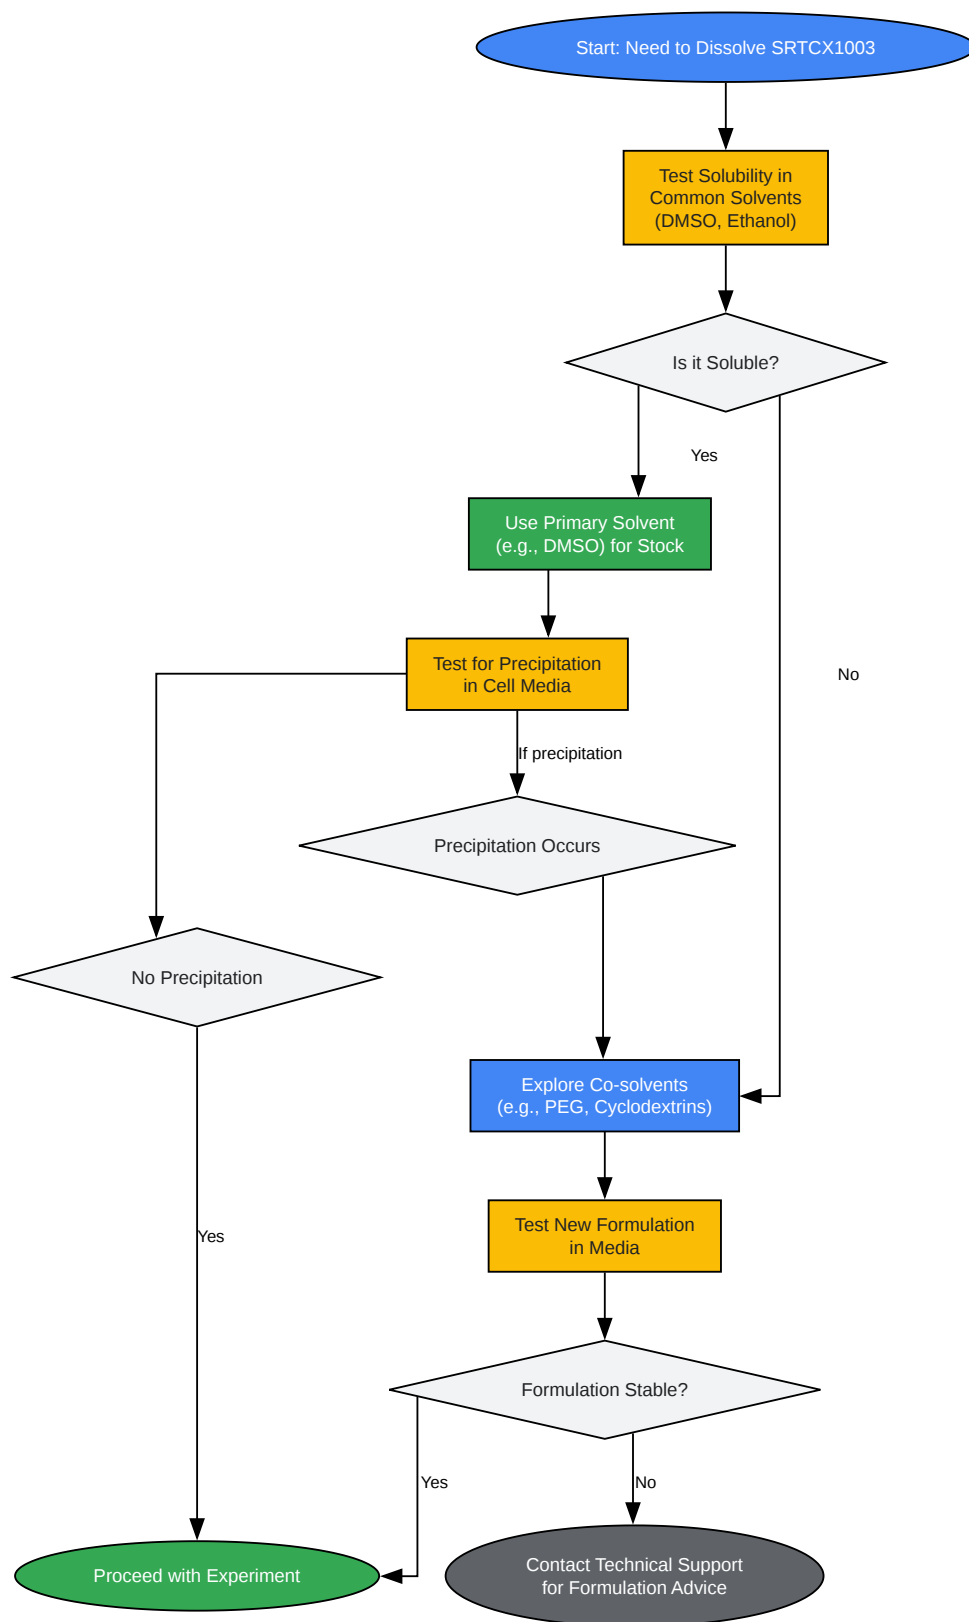 Start: Need to Dissolve SRTCX1003
Test Solubility in
Common Solvents
(DMSO, Ethanol)
Is it Soluble?
Yes
Use Primary Solvent
(e.g., DMSO) for Stock
Test for Precipitation
in Cell Media
No
If precipitation
Precipitation Occurs
No Precipitation
Explore Co-solvents
(e.g., PEG, Cyclodextrins)
Test New Formulation
in Media
Yes
Formulation Stable?
Yes
No
Proceed with Experiment
Contact Technical Support
for Formulation Advice